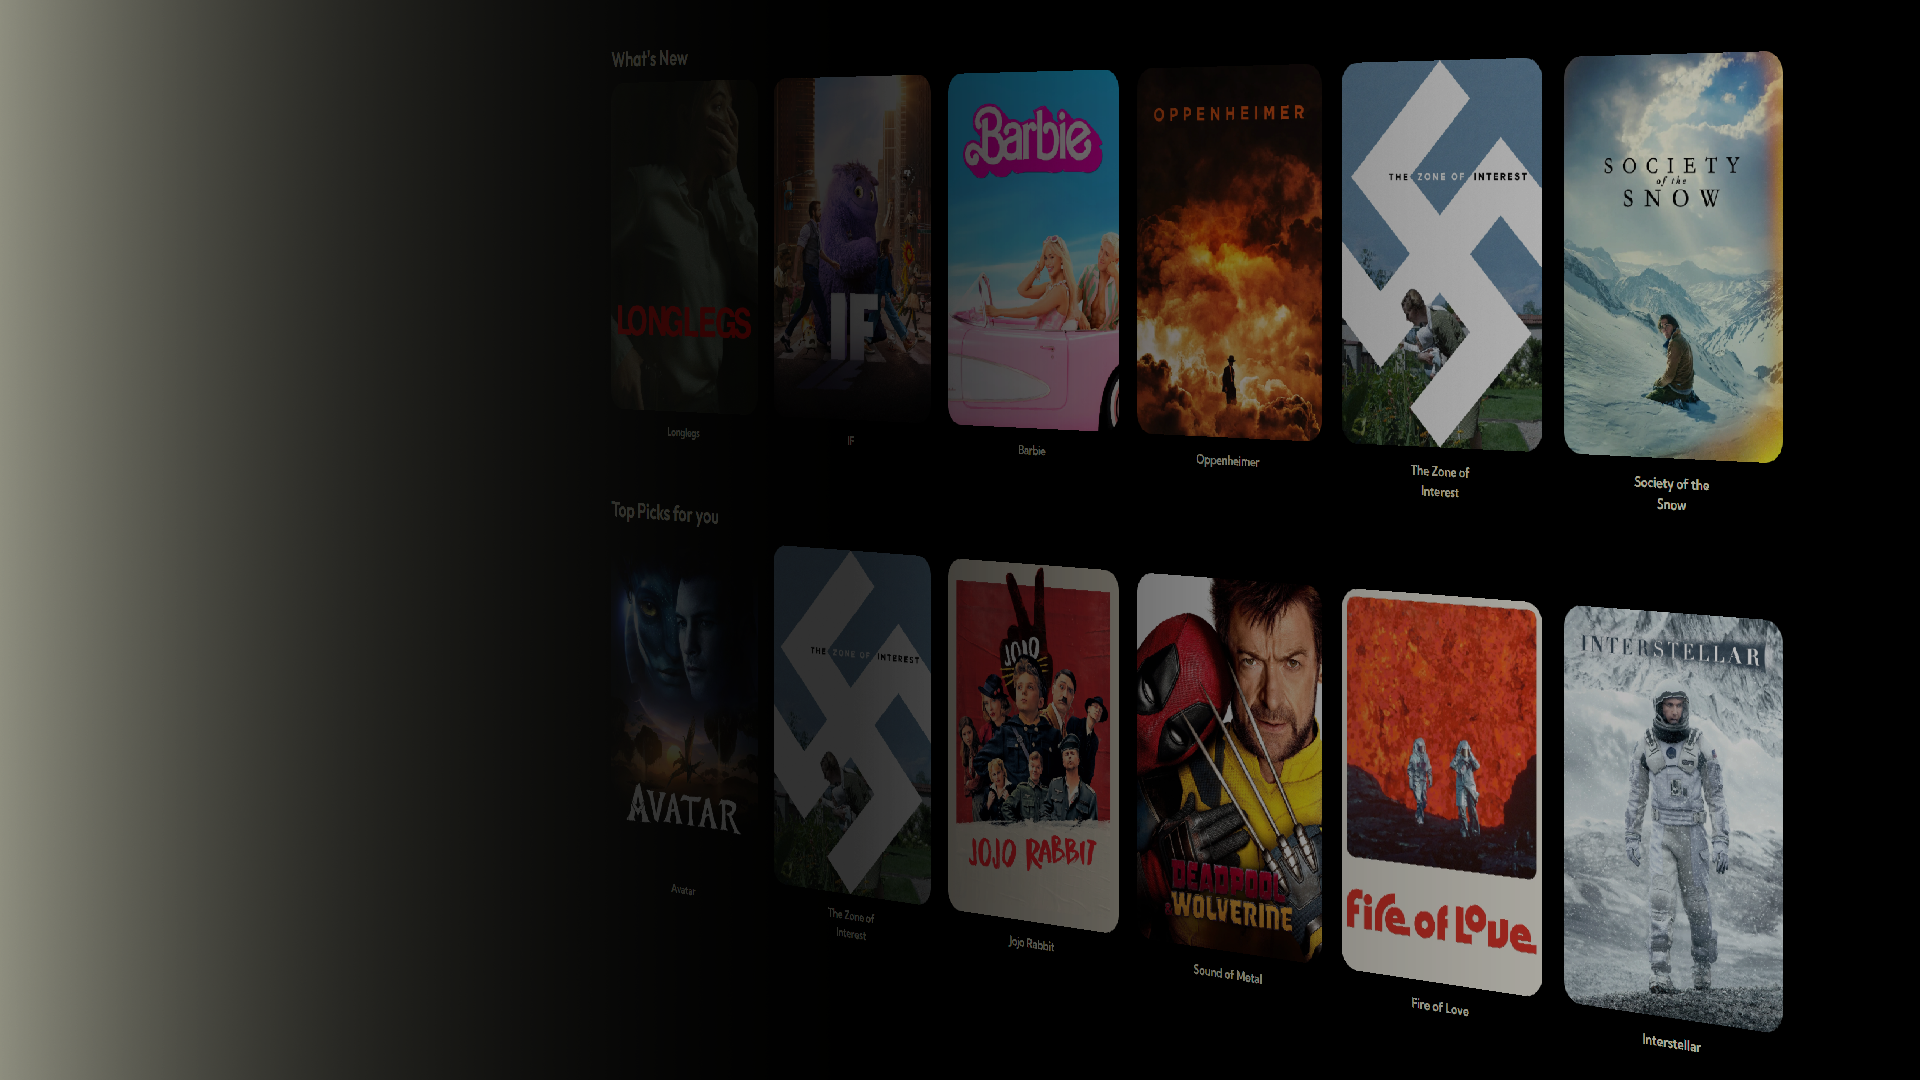 What's New
LONGLEGS
IF
Barbie
OPPENHEIMER
THE ZONE OF INTEREST
SOCIETY
of the
SNOW
Longlegs
IF
Barbie
Oppenheimer
The Zone of
Interest
Society of the
Snow
Top Picks for you
AVATAR
THE ZONE OF INTEREST
JOJO
JOJO RABBIT
DEADPOOL
& WOLVERINE
fire of Love
INTERSTELLAR
Avatar
The Zone of
Interest
Jojo Rabbit
Sound of Metal
Fire of Love
Interstellar